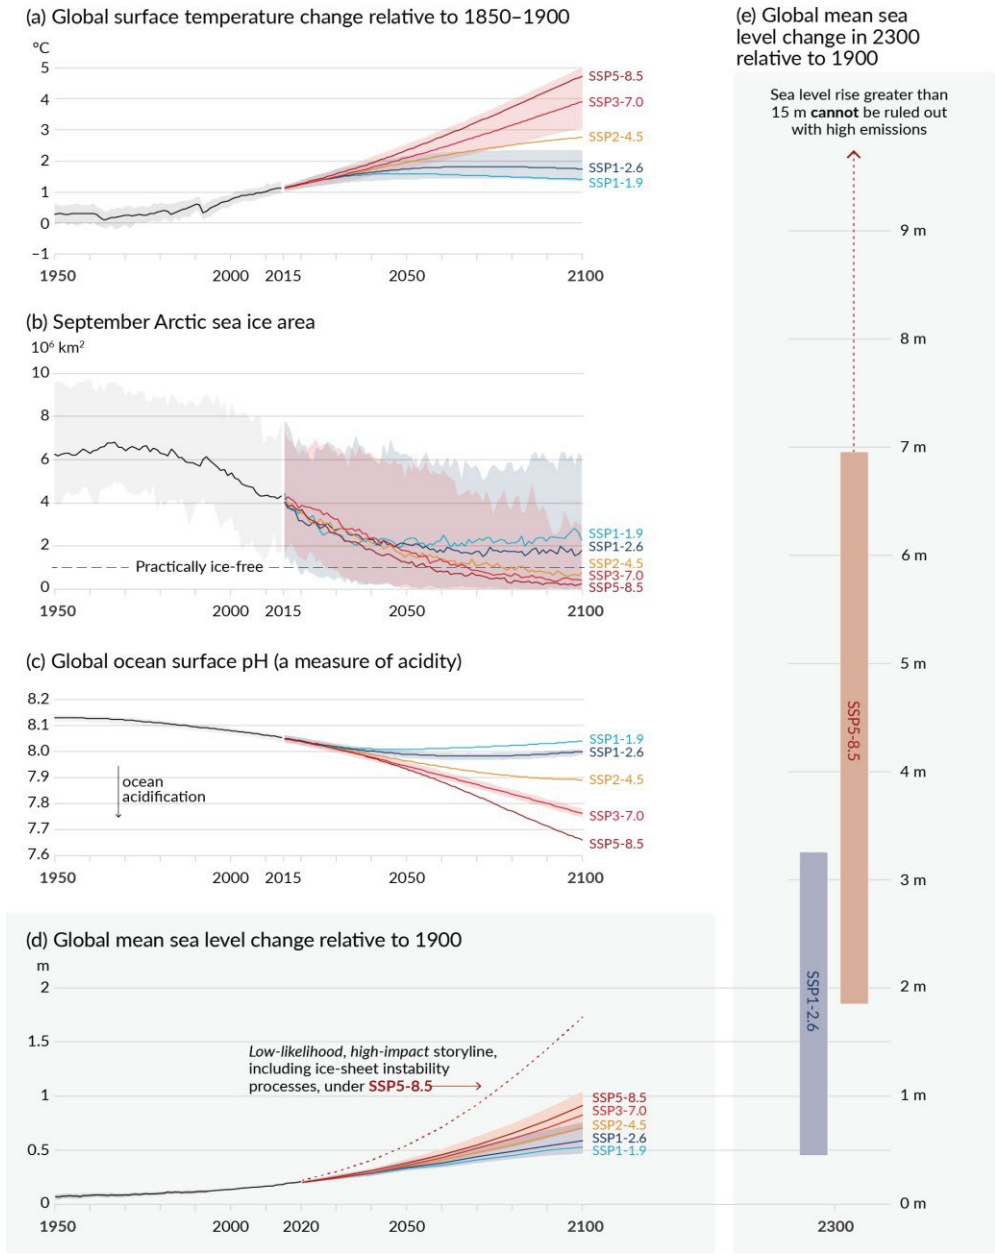 (a) Global surface temperature change relative to 1850–1900
°C
5
4
3
2
1
0
–1
SSP5-8.5
SSP3-7.0
SSP2-4.5
SSP1-2.6
SSP1-1.9
1950
2000
2015
2050
2100
(b) September Arctic sea ice area
10⁶ km²
10
8
6
4
2
0
Practically ice-free
SSP1-1.9
SSP1-2.6
SSP2-4.5
SSP3-7.0
SSP5-8.5
1950
2000
2015
2050
2100
(c) Global ocean surface pH (a measure of acidity)
8.2
8.1
8.0
7.9
7.8
7.7
7.6
ocean
acidification
SSP1-1.9
SSP1-2.6
SSP2-4.5
SSP3-7.0
SSP5-8.5
1950
2000
2015
2050
2100
(d) Global mean sea level change relative to 1900
m
2
1.5
1
0.5
0
Low-likelihood, high-impact storyline,
including ice-sheet instability
processes, under SSP5-8.5
SSP5-8.5
SSP3-7.0
SSP2-4.5
SSP1-2.6
SSP1-1.9
1950
2000
2020
2050
2100
(e) Global mean sea
level change in 2300
relative to 1900
Sea level rise greater than
15 m cannot be ruled out
with high emissions
9 m
8 m
7 m
6 m
5 m
4 m
3 m
2 m
1 m
0 m
SSP5-8.5
SSP1-2.6
2300